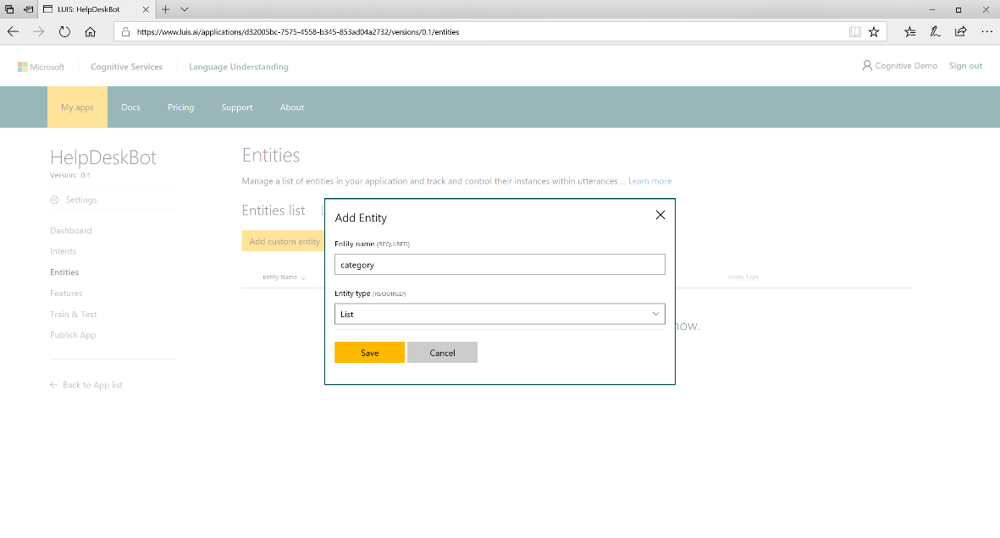 LUIS: HelpDeskBot
https://www.luis.ai/applications/d32005bc-7575-4558-b345-853ad04a2732/versions/0.1/entities
Microsoft
Cognitive Services
Language Understanding
Cognitive Demo
Sign out
My apps
Docs
Pricing
Support
About
HelpDeskBot
Version: 0.1
Settings
Dashboard
Intents
Entities
Features
Train & Test
Publish App
Back to App list
Entities
Manage a list of entities in your application and track and control their instances within utterances ... Learn more
Entities list
Add custom entity
Entity Name
Entity Type
Add Entity
Entity name (REQUIRED)
category
Entity type (REQUIRED)
List
Save
Cancel